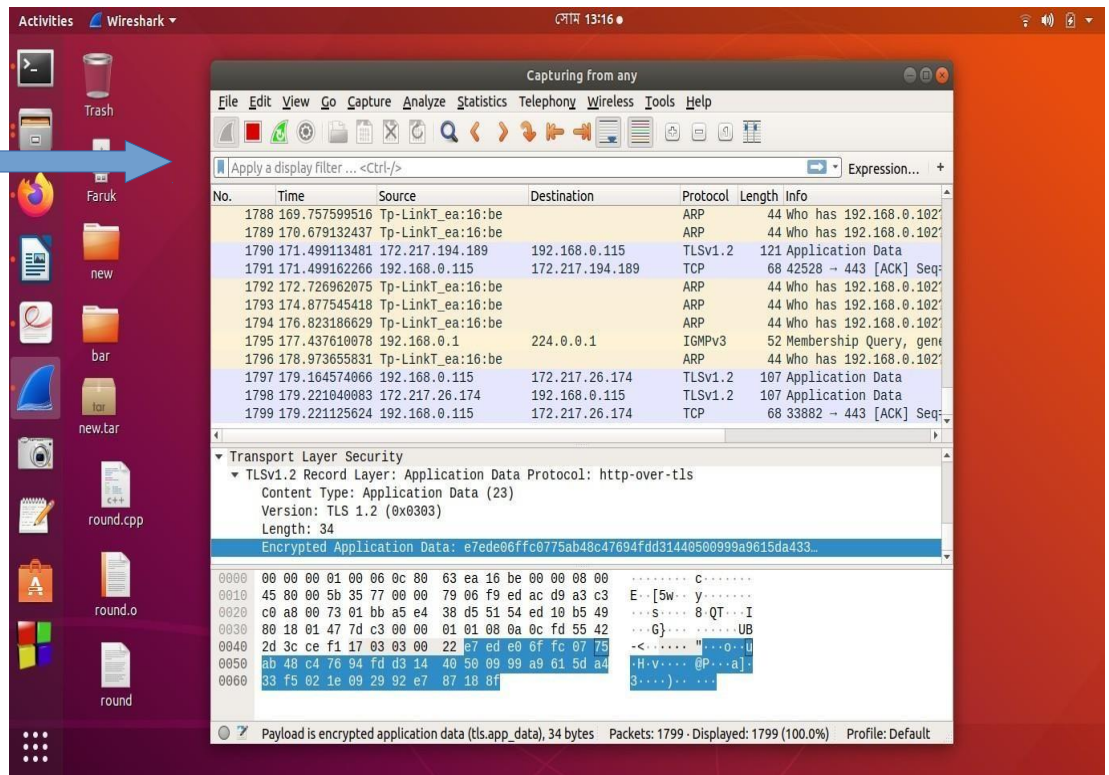 Activities Wireshark সোম 13:16
Trash
Faruk
new
bar
tar
new.tar
C++
round.cpp
round.o
round
Capturing from any
File Edit View Go Capture Analyze Statistics Telephony Wireless Tools Help
Apply a display filter ... <Ctrl-/> Expression... +
No. Time Source Destination Protocol Length Info
1788 169.757599516 Tp-LinkT_ea:16:be ARP 44 Who has 192.168.0.102?
1789 170.679132437 Tp-LinkT_ea:16:be ARP 44 Who has 192.168.0.102?
1790 171.499113481 172.217.194.189 192.168.0.115 TLSv1.2 121 Application Data
1791 171.499162266 192.168.0.115 172.217.194.189 TCP 68 42528 → 443 [ACK] Seq=
1792 172.726962075 Tp-LinkT_ea:16:be ARP 44 Who has 192.168.0.102?
1793 174.877545418 Tp-LinkT_ea:16:be ARP 44 Who has 192.168.0.102?
1794 176.823186629 Tp-LinkT_ea:16:be ARP 44 Who has 192.168.0.102?
1795 177.437610078 192.168.0.1 224.0.0.1 IGMPv3 52 Membership Query, gene
1796 178.973655831 Tp-LinkT_ea:16:be ARP 44 Who has 192.168.0.102?
1797 179.164574066 192.168.0.115 172.217.26.174 TLSv1.2 107 Application Data
1798 179.221040083 172.217.26.174 192.168.0.115 TLSv1.2 107 Application Data
1799 179.221125624 192.168.0.115 172.217.26.174 TCP 68 33882 → 443 [ACK] Seq=
Transport Layer Security
TLSv1.2 Record Layer: Application Data Protocol: http-over-tls
Content Type: Application Data (23)
Version: TLS 1.2 (0x0303)
Length: 34
Encrypted Application Data: e7ede06ffc0775ab48c47694fdd31440500999a9615da433…
0000 00 00 00 01 00 06 0c 80 63 ea 16 be 00 00 08 00 ········ c·······
0010 45 80 00 5b 35 77 00 00 79 06 f9 ed ac d9 a3 c3 E··[5w·· y·······
0020 c0 a8 00 73 01 bb a5 e4 38 d5 51 54 ed 10 b5 49 ···s···· 8·QT···I
0030 80 18 01 47 7d c3 00 00 01 01 08 0a 0c fd 55 42 ···G}··· ······UB
0040 2d 3c ce f1 17 03 03 00 22 e7 ed e0 6f fc 07 75 -<······ "···o··u
0050 ab 48 c4 76 94 fd d3 14 40 50 09 99 a9 61 5d a4 ·H·v···· @P···a]·
0060 33 f5 02 1e 09 29 92 e7 87 18 8f 3····)·· ···
Payload is encrypted application data (tls.app_data), 34 bytes Packets: 1799 · Displayed: 1799 (100.0%) Profile: Default